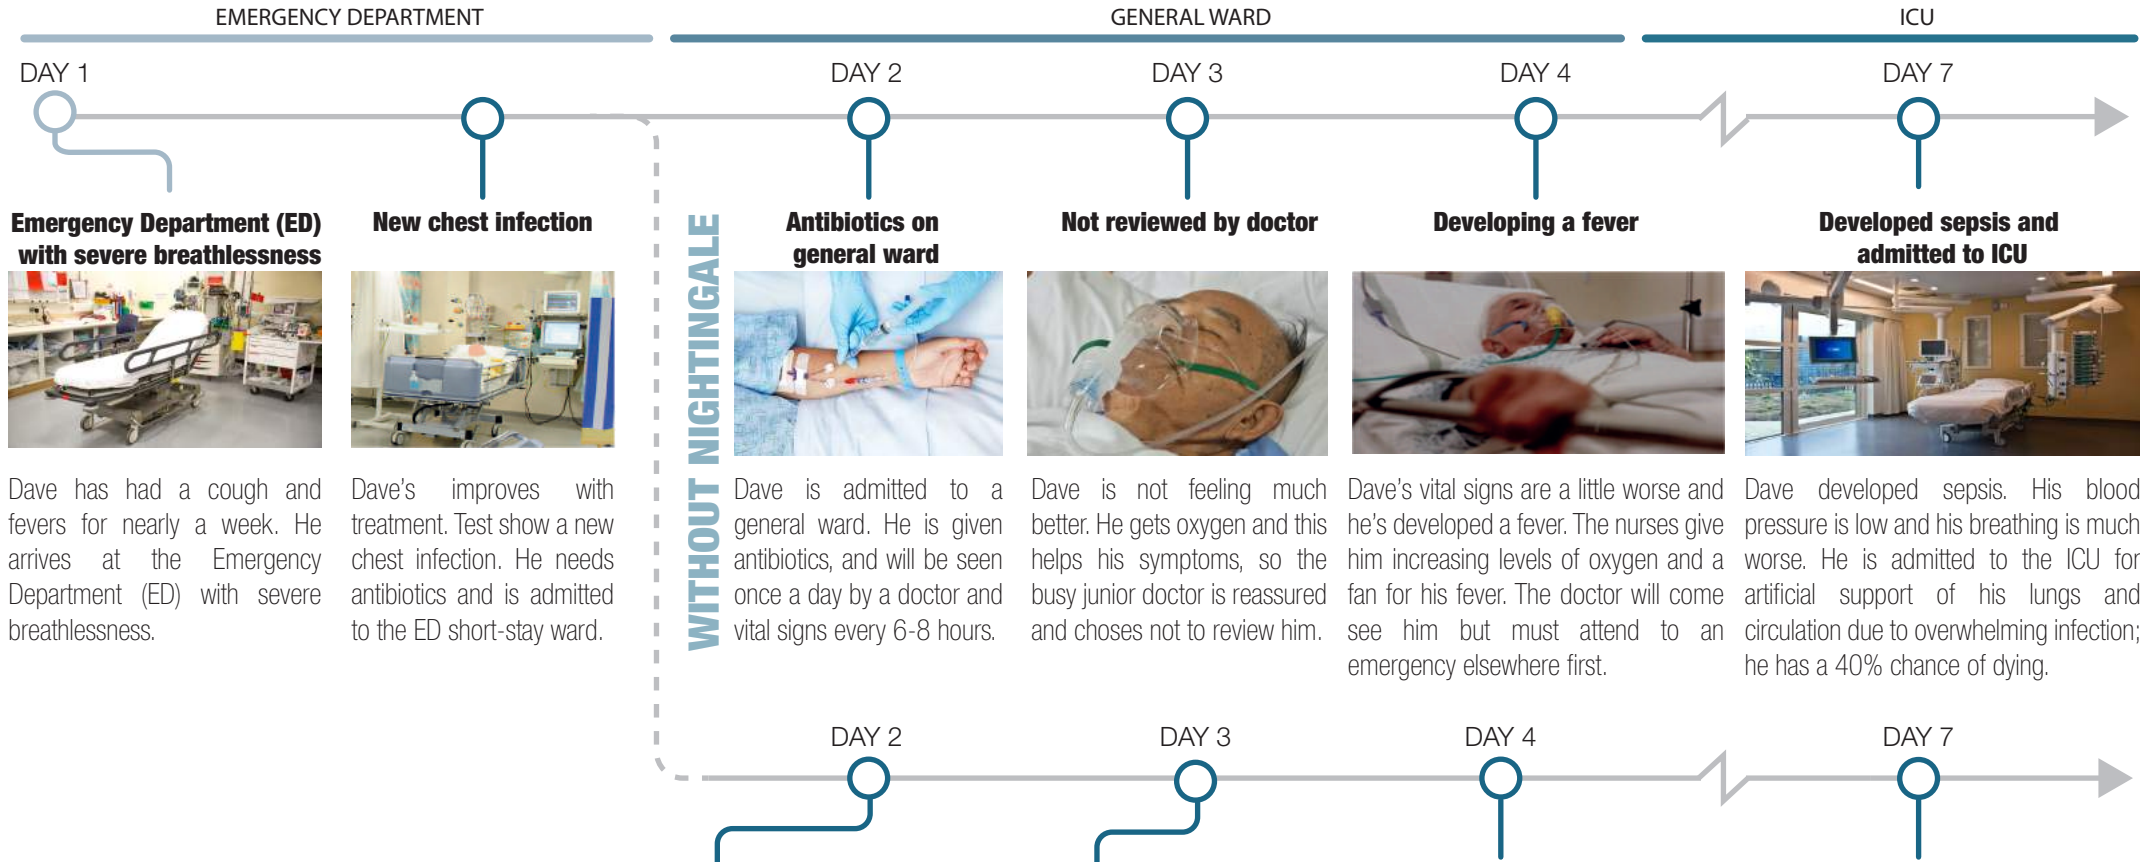 EMERGENCY DEPARTMENT
GENERAL WARD
ICU
DAY 1
DAY 2
DAY 3
DAY 4
DAY 7
Emergency Department (ED)
with severe breathlessness
Dave has had a cough and
fevers for nearly a week. He
arrives at the Emergency
Department (ED) with severe
breathlessness.
New chest infection
Dave's improves with
treatment. Test show a new
chest infection. He needs
antibiotics and is admitted
to the ED short-stay ward.
WITHOUT NIGHTINGALE
Antibiotics on
general ward
Dave is admitted to a
general ward. He is given
antibiotics, and will be seen
once a day by a doctor and
vital signs every 6-8 hours.
Not reviewed by doctor
Dave is not feeling much
better. He gets oxygen and this
helps his symptoms, so the
busy junior doctor is reassured
and choses not to review him.
Developing a fever
Dave's vital signs are a little worse and
he's developed a fever. The nurses give
him increasing levels of oxygen and a
fan for his fever. The doctor will come
see him but must attend to an
emergency elsewhere first.
Developed sepsis and
admitted to ICU
Dave developed sepsis. His blood
pressure is low and his breathing is much
worse. He is admitted to the ICU for
artificial support of his lungs and
circulation due to overwhelming infection;
he has a 40% chance of dying.
DAY 2
DAY 3
DAY 4
DAY 7